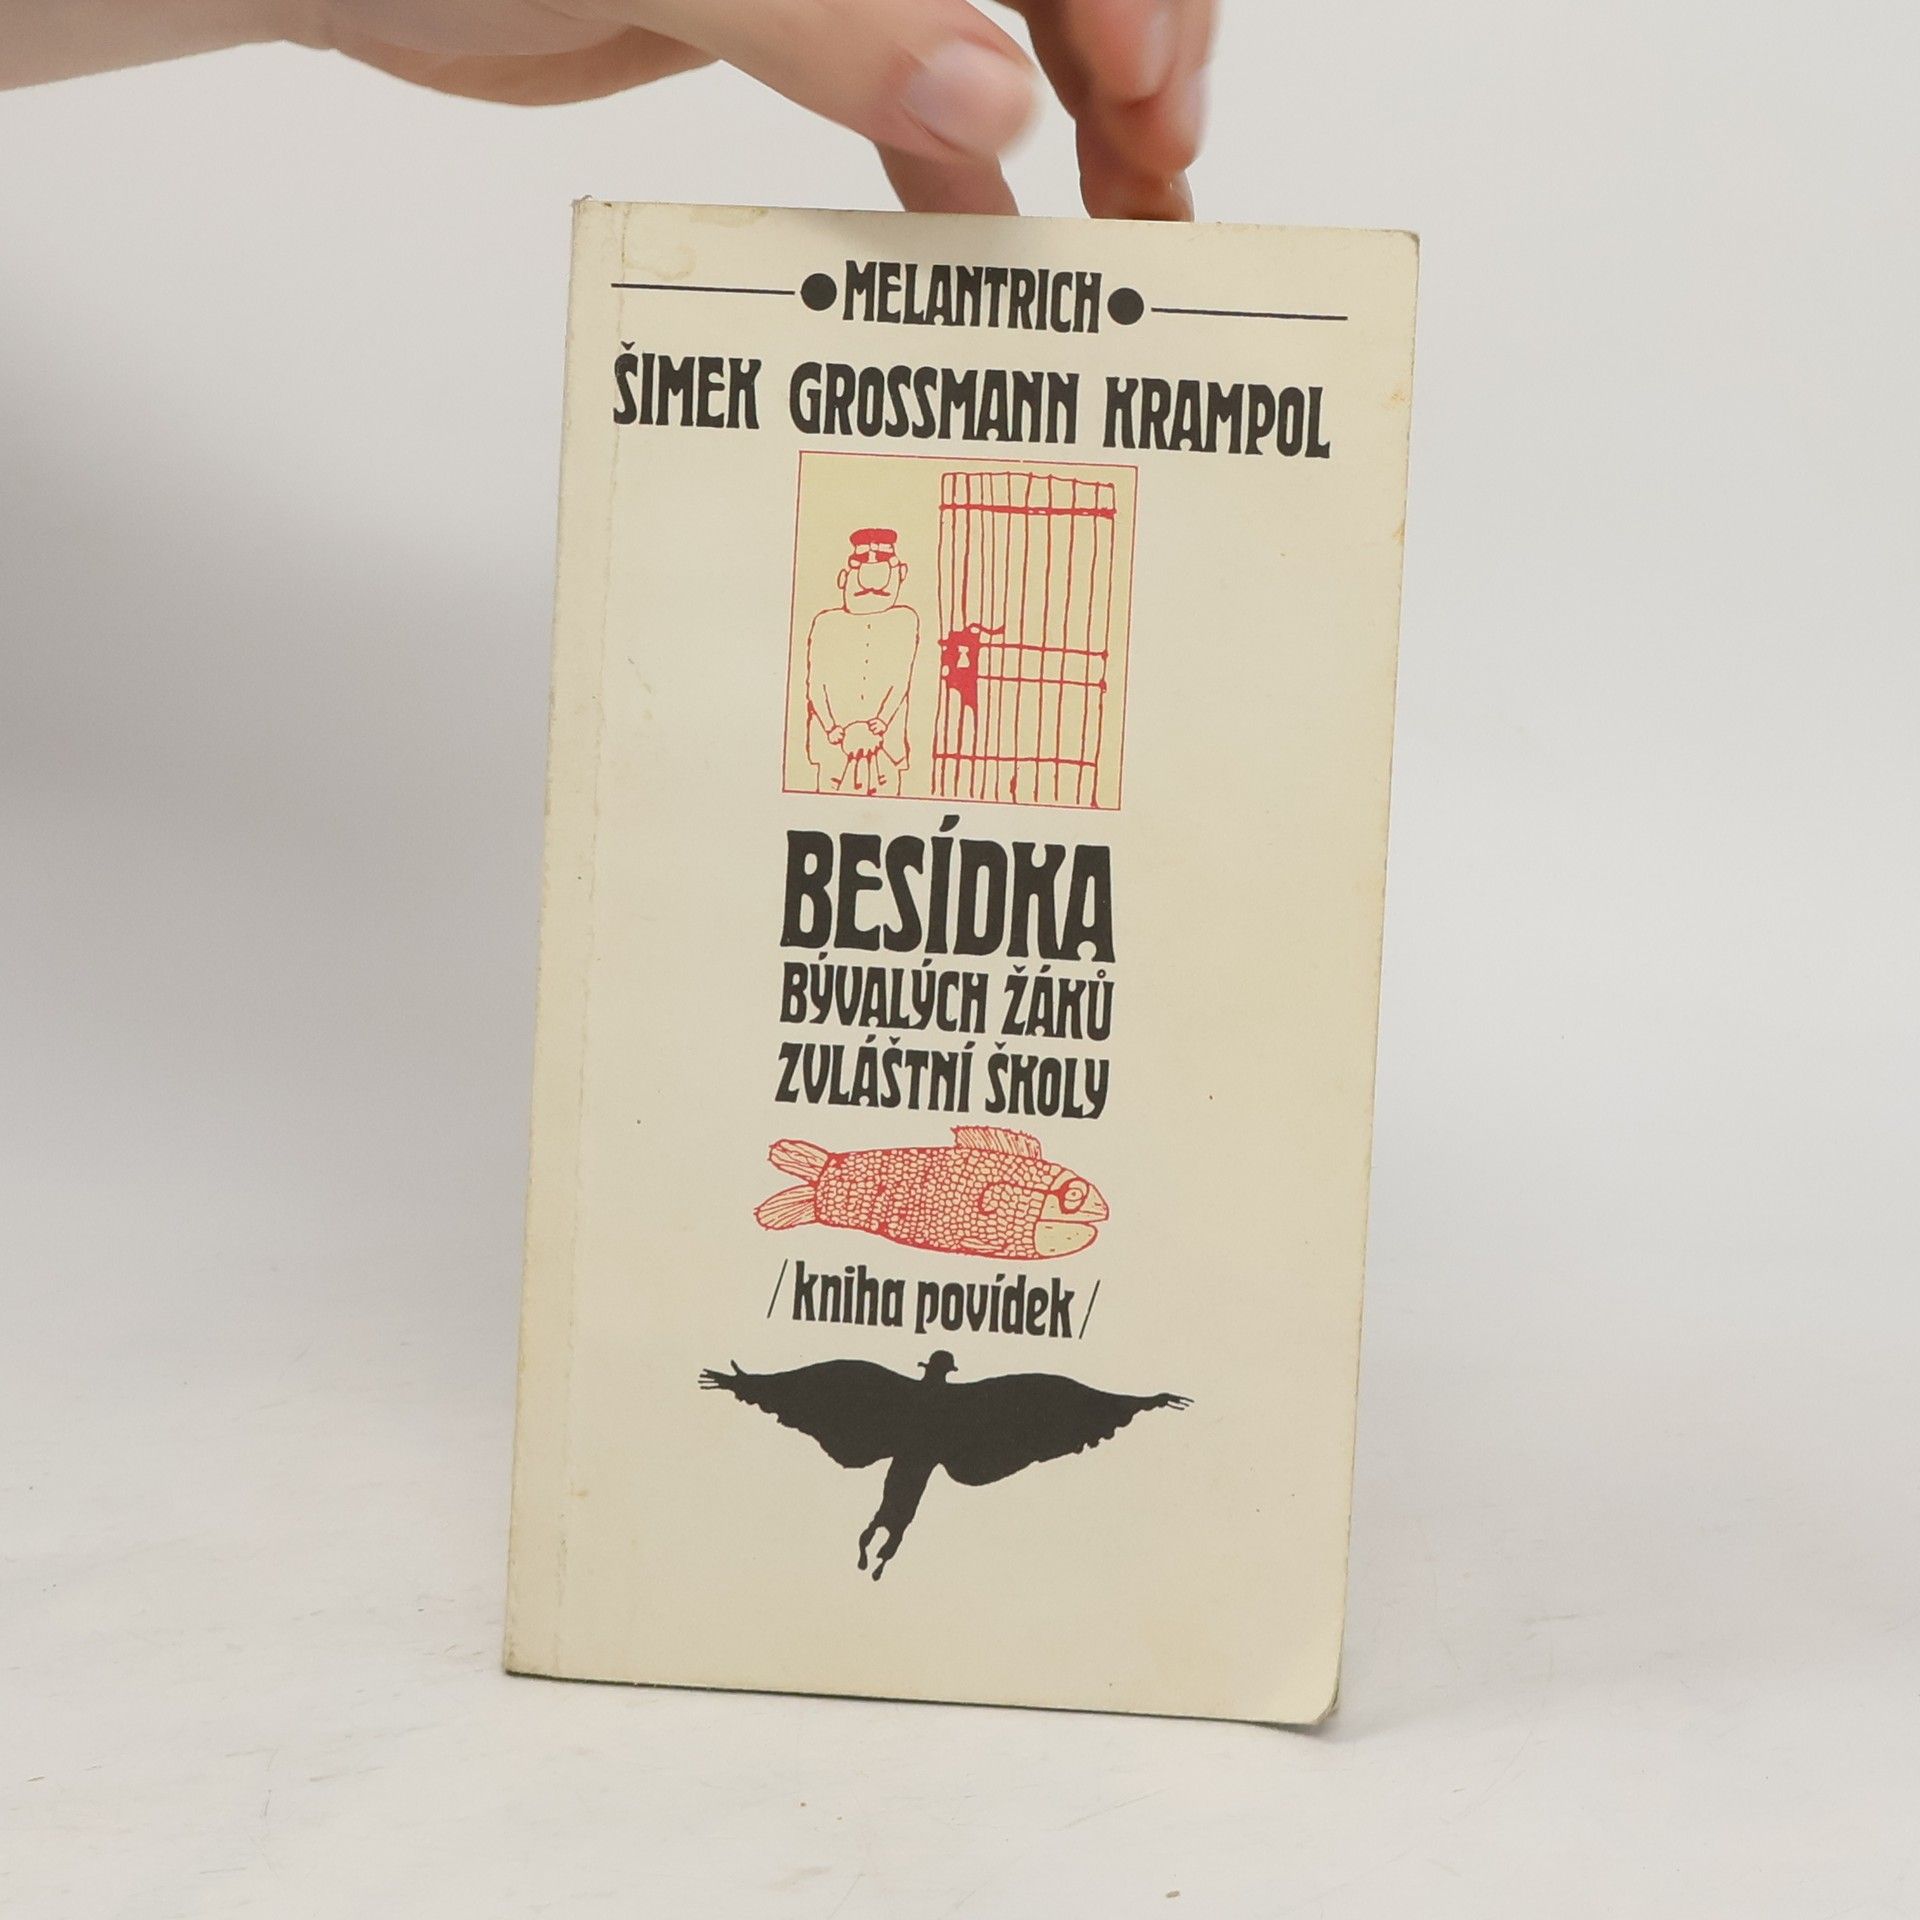 MELANTRICH
ŠIMEK GROSSMANN KRAMPOL
BESÍDKA
BÝVALÝCH ŽÁKŮ
ZVLÁŠTNÍ ŠKOLY
/kniha povídek/